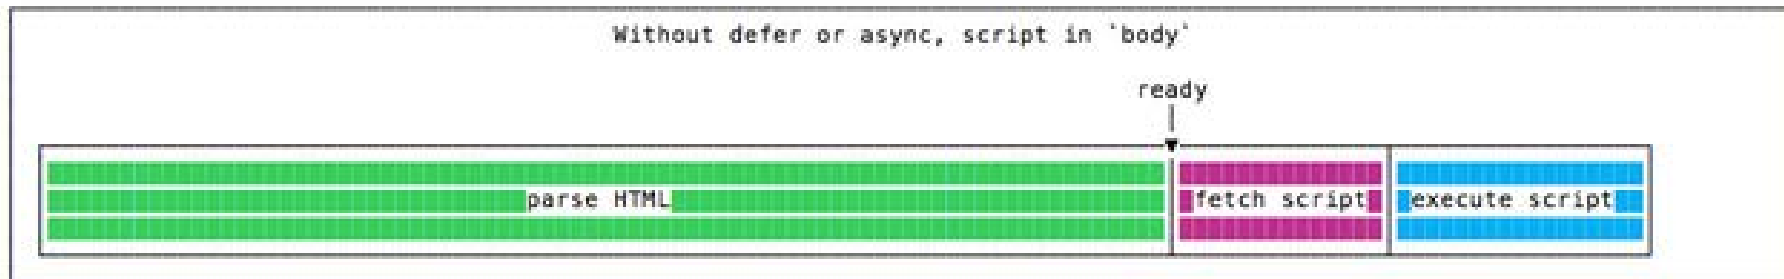 Without defer or async, script in `body`
ready
parse HTML fetch script execute script